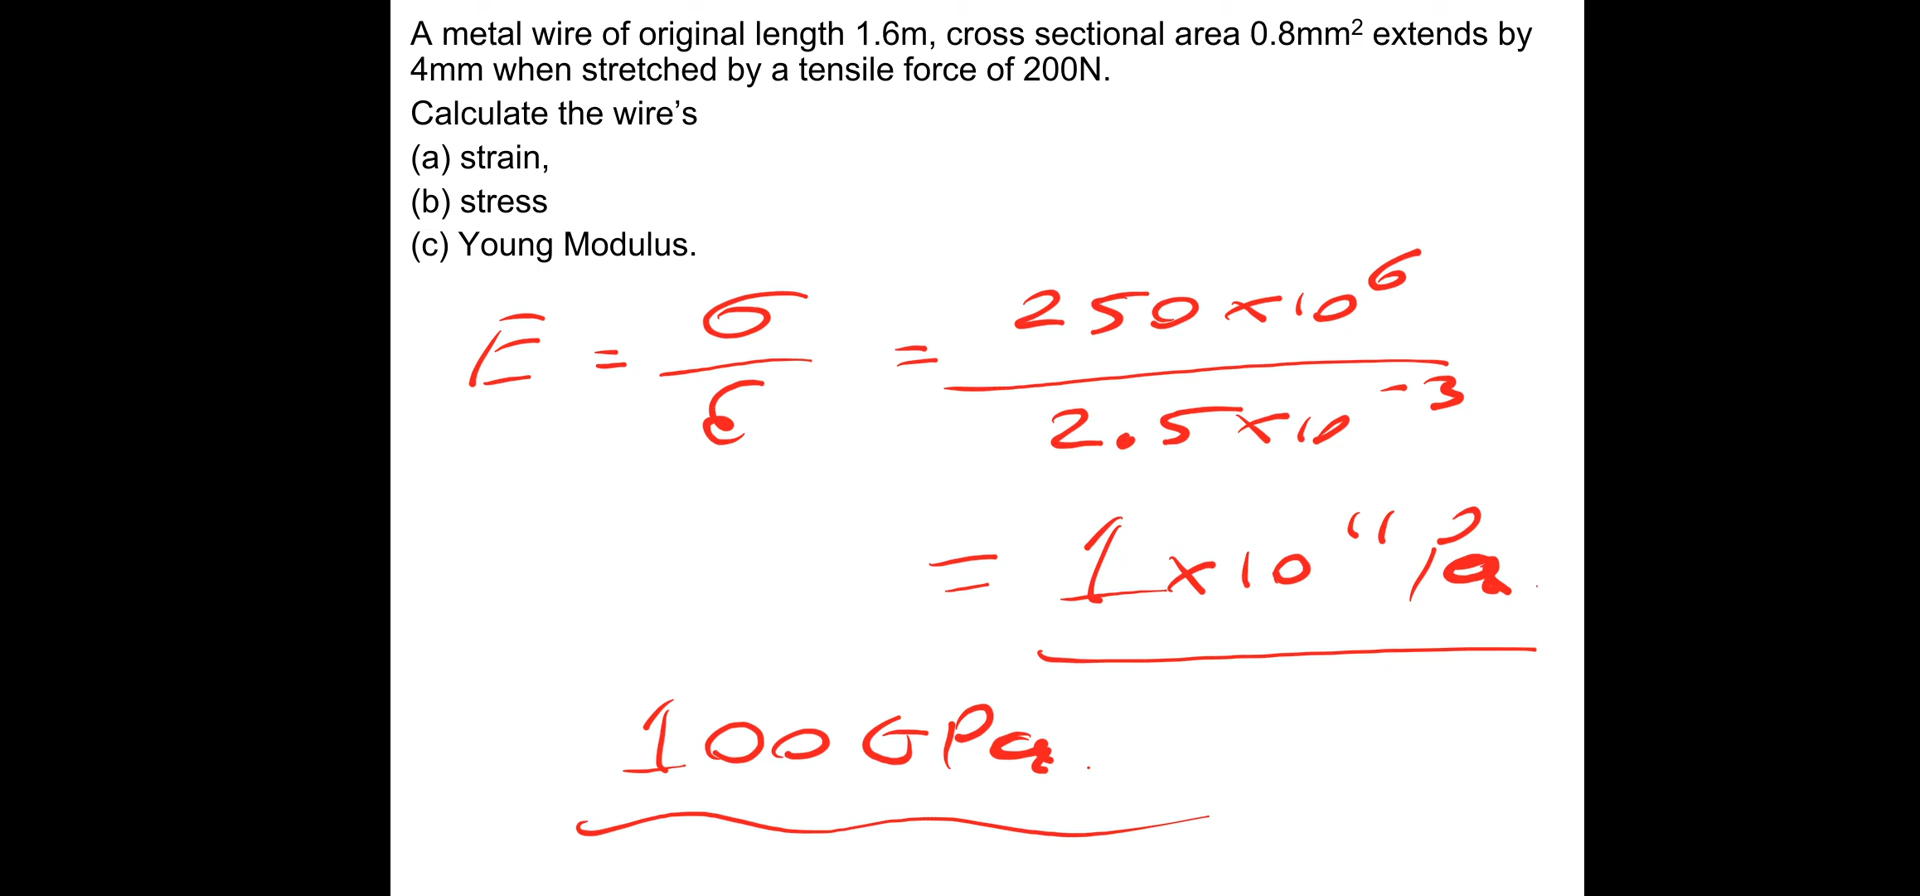 A metal wire of original length 1.6m, cross sectional area 0.8mm² extends by
4mm when stretched by a tensile force of 200N.
Calculate the wire’s
(a) strain,
(b) stress
(c) Young Modulus.
E = σ/ε = 250×10⁶/2.5×10⁻³
= 1×10¹¹ Pa
100GPa